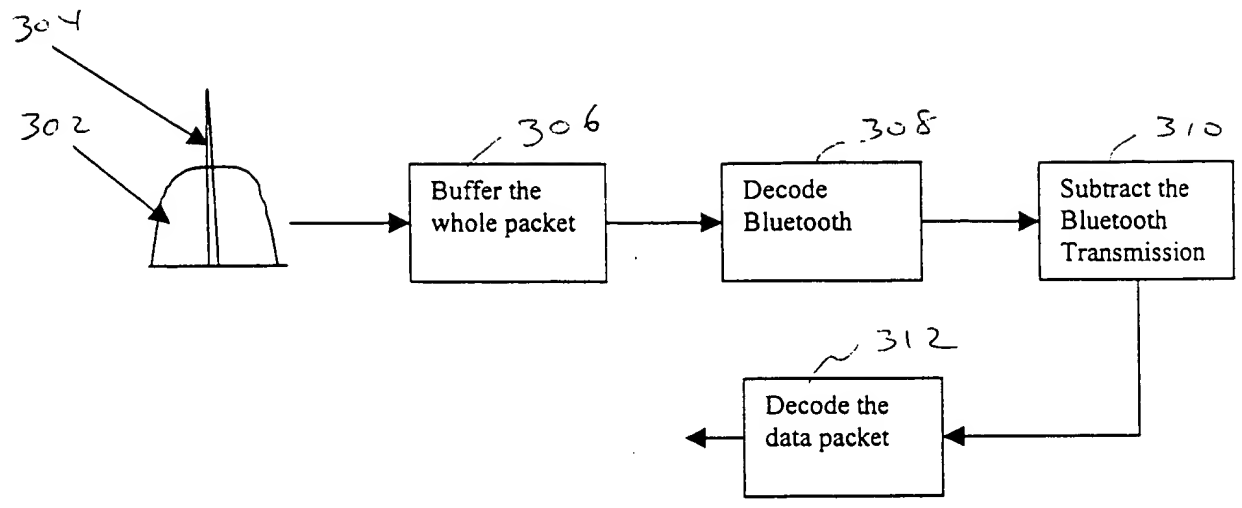 304
302
306
Buffer the
whole packet
308
Decode
Bluetooth
310
Subtract the
Bluetooth
Transmission
312
Decode the
data packet